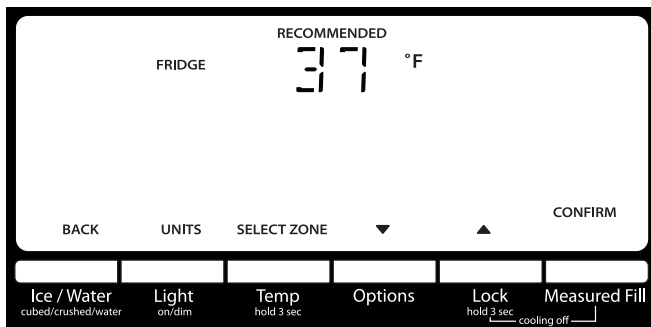 RECOMMENDED
FRIDGE 37 °F
CONFIRM
BACK UNITS SELECT ZONE ▼ ▲
Ice / Water Light Temp Options Lock Measured Fill
cubed/crushed/water on/dim hold 3 sec hold 3 sec
cooling off